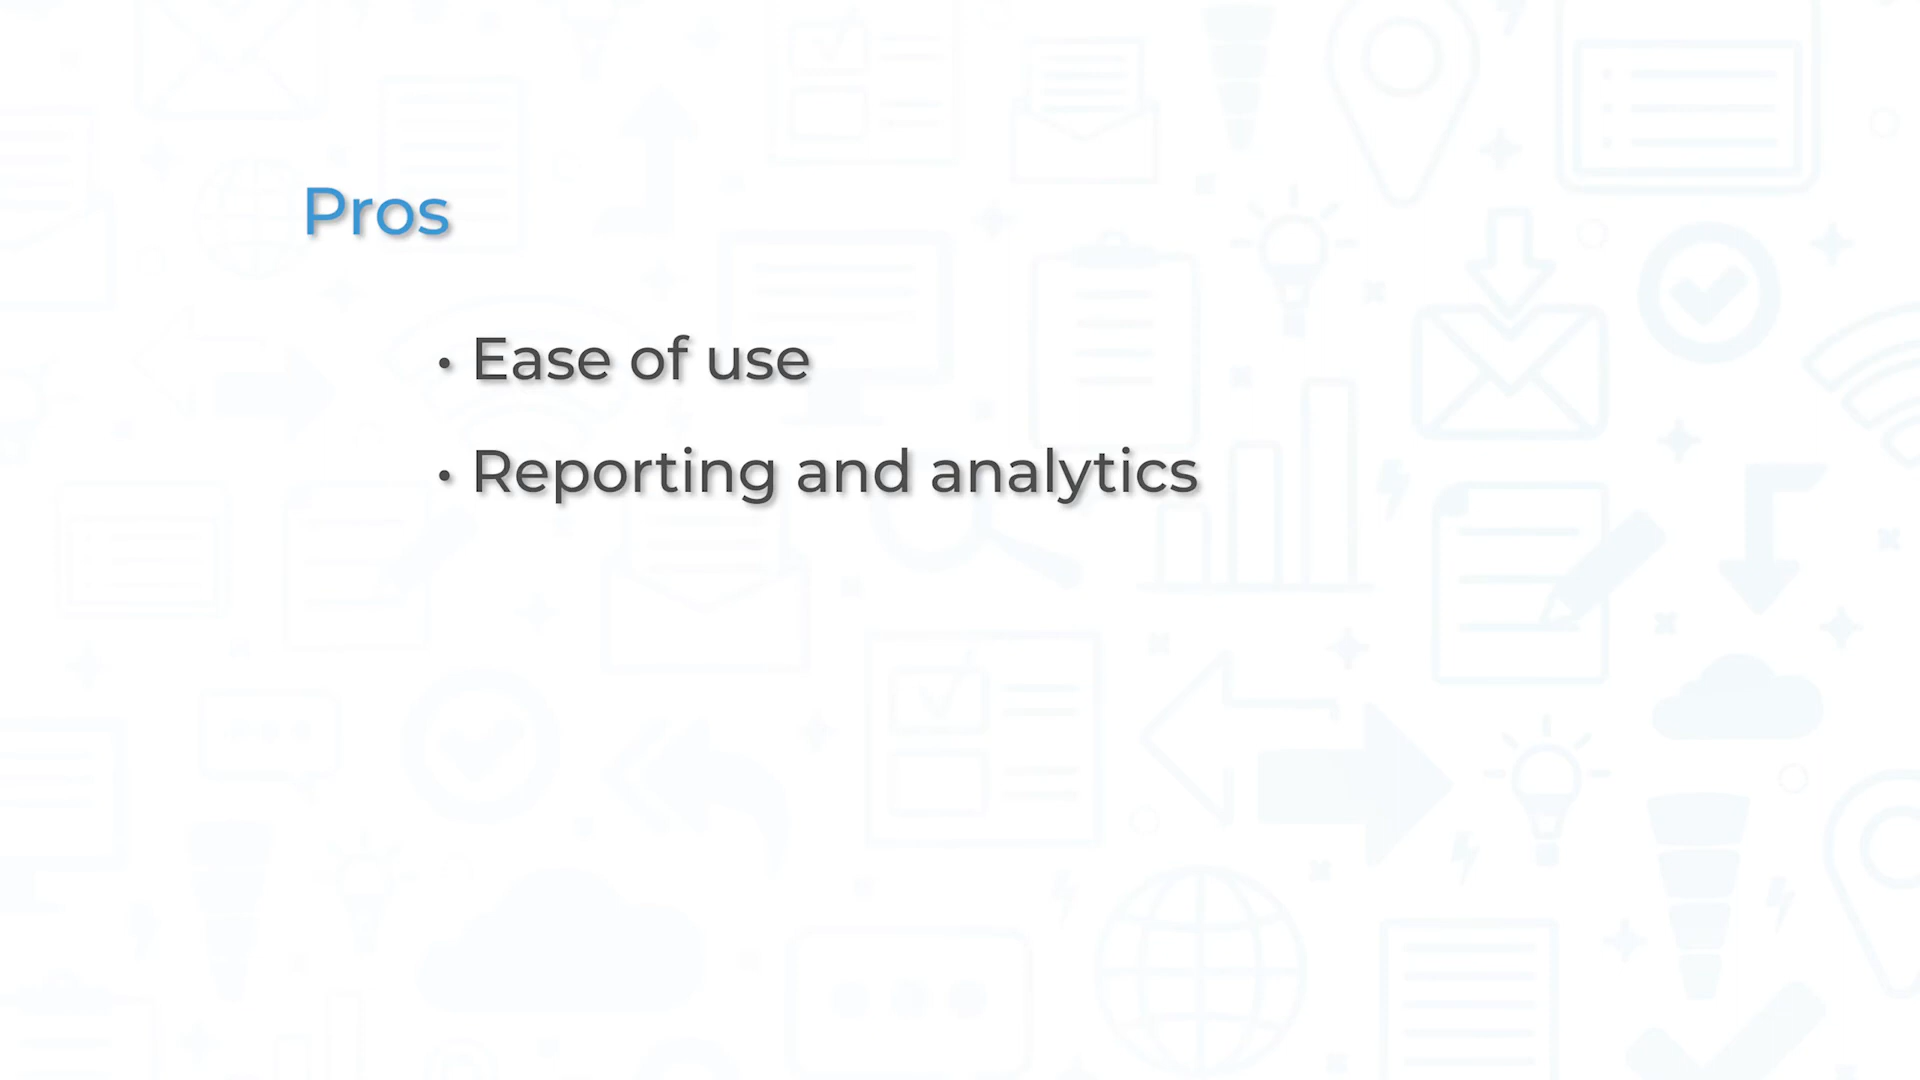 Pros
• Ease of use
• Reporting and analytics